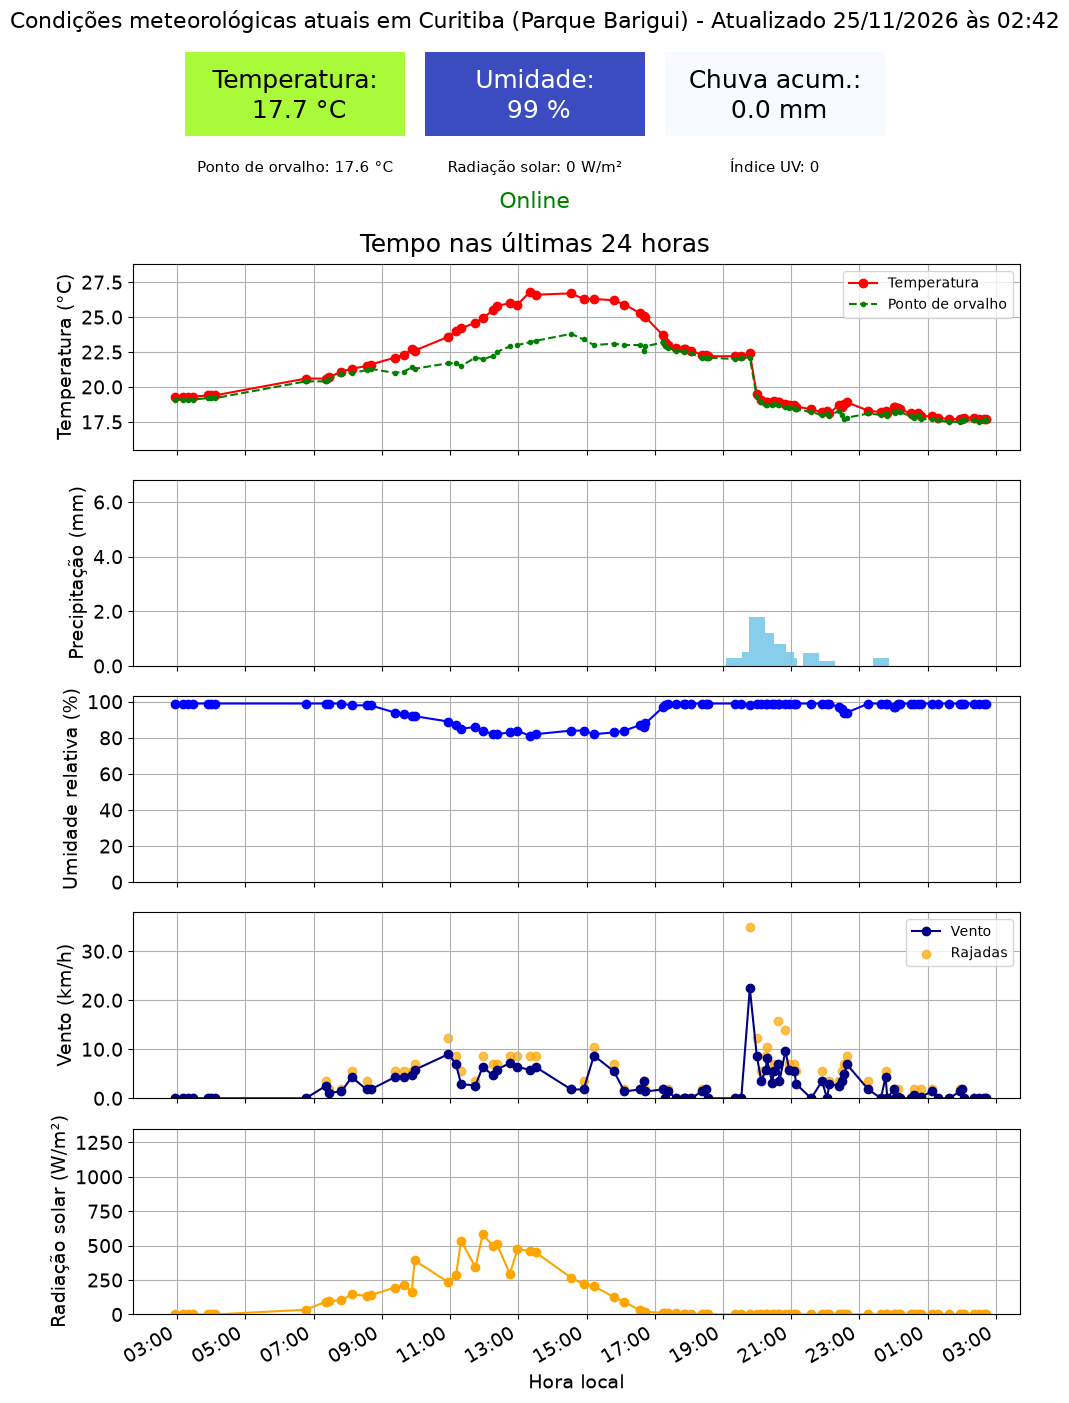 Condições meteorológicas atuais em Curitiba (Parque Barigui) - Atualizado 25/11/2026 às 02:42
Temperatura:
17.7 °C
Umidade:
99 %
Chuva acum.:
0.0 mm
Ponto de orvalho: 17.6 °C
Radiação solar: 0 W/m²
Índice UV: 0
Online
Tempo nas últimas 24 horas
Temperatura (°C)
27.5
25.0
22.5
20.0
17.5
Temperatura
Ponto de orvalho
Precipitação (mm)
6.0
4.0
2.0
0.0
Umidade relativa (%)
100
80
60
40
20
0
Vento (km/h)
30.0
20.0
10.0
0.0
Vento
Rajadas
Radiação solar (W/m²)
1250
1000
750
500
250
0
03:00
05:00
07:00
09:00
11:00
13:00
15:00
17:00
19:00
21:00
23:00
01:00
03:00
Hora local